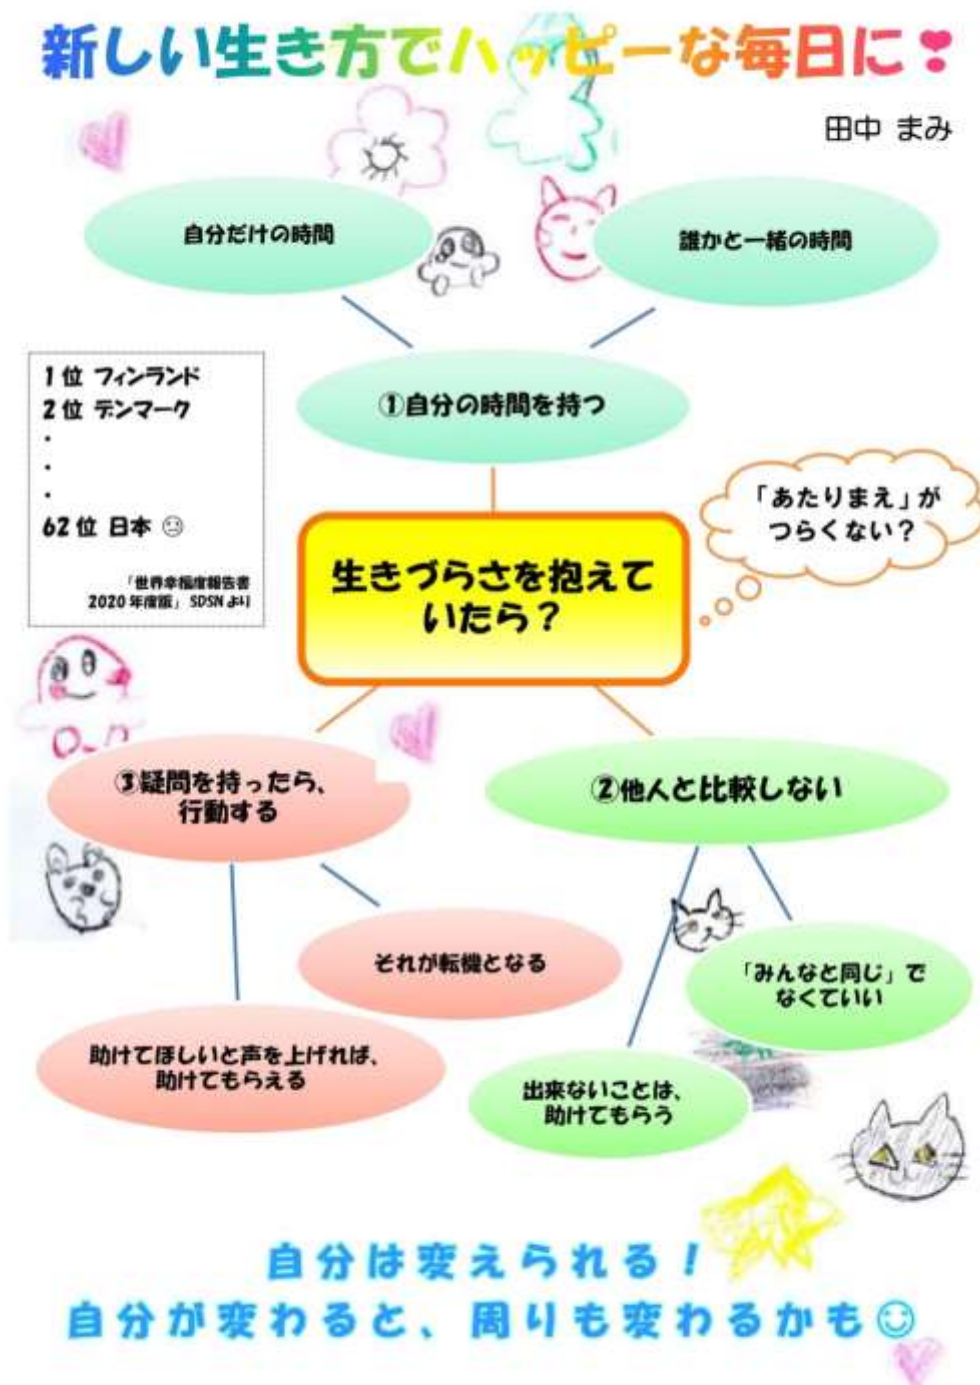 新しい生き方でハッピーな毎日に❣
田中 まみ
自分だけの時間
誰かと一緒の時間
①自分の時間を持つ
1位 フィンランド
2位 デンマーク
・
・
・
62位 日本 ☹
「世界幸福度報告書
2020年度版」 SDSNより
「あたりまえ」が
つらくない？
生きづらさを抱えて
いたら？
③疑問を持ったら、
行動する
②他人と比較しない
それが転機となる
「みんなと同じ」で
なくていい
助けてほしいと声を上げれば、
助けてもらえる
出来ないことは、
助けてもらう
自分は変えられる！
自分が変わると、周りも変わるかも☺